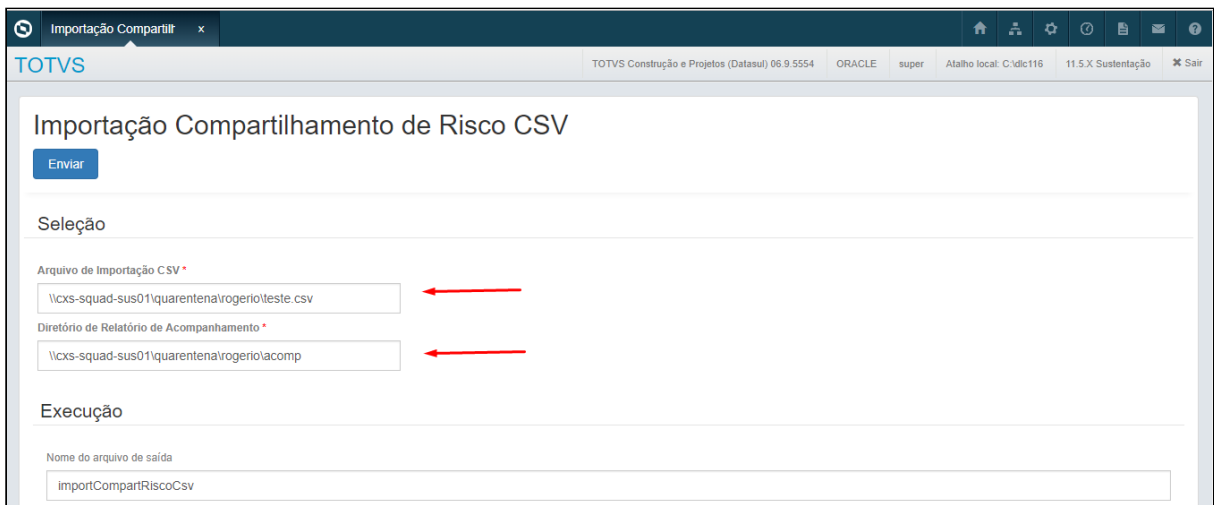 Importação Compartilh x
TOTVS
TOTVS Construção e Projetos (Datasul) 06.9.5554 ORACLE super Atalho local: C:\dlc116 11.5.X Sustentação ✖ Sair
Importação Compartilhamento de Risco CSV
Enviar
Seleção
Arquivo de Importação CSV *
\\cxs-squad-sus01\quarentena\rogerio\teste.csv
Diretório de Relatório de Acompanhamento *
\\cxs-squad-sus01\quarentena\rogerio\acomp
Execução
Nome do arquivo de saída
importCompartRiscoCsv